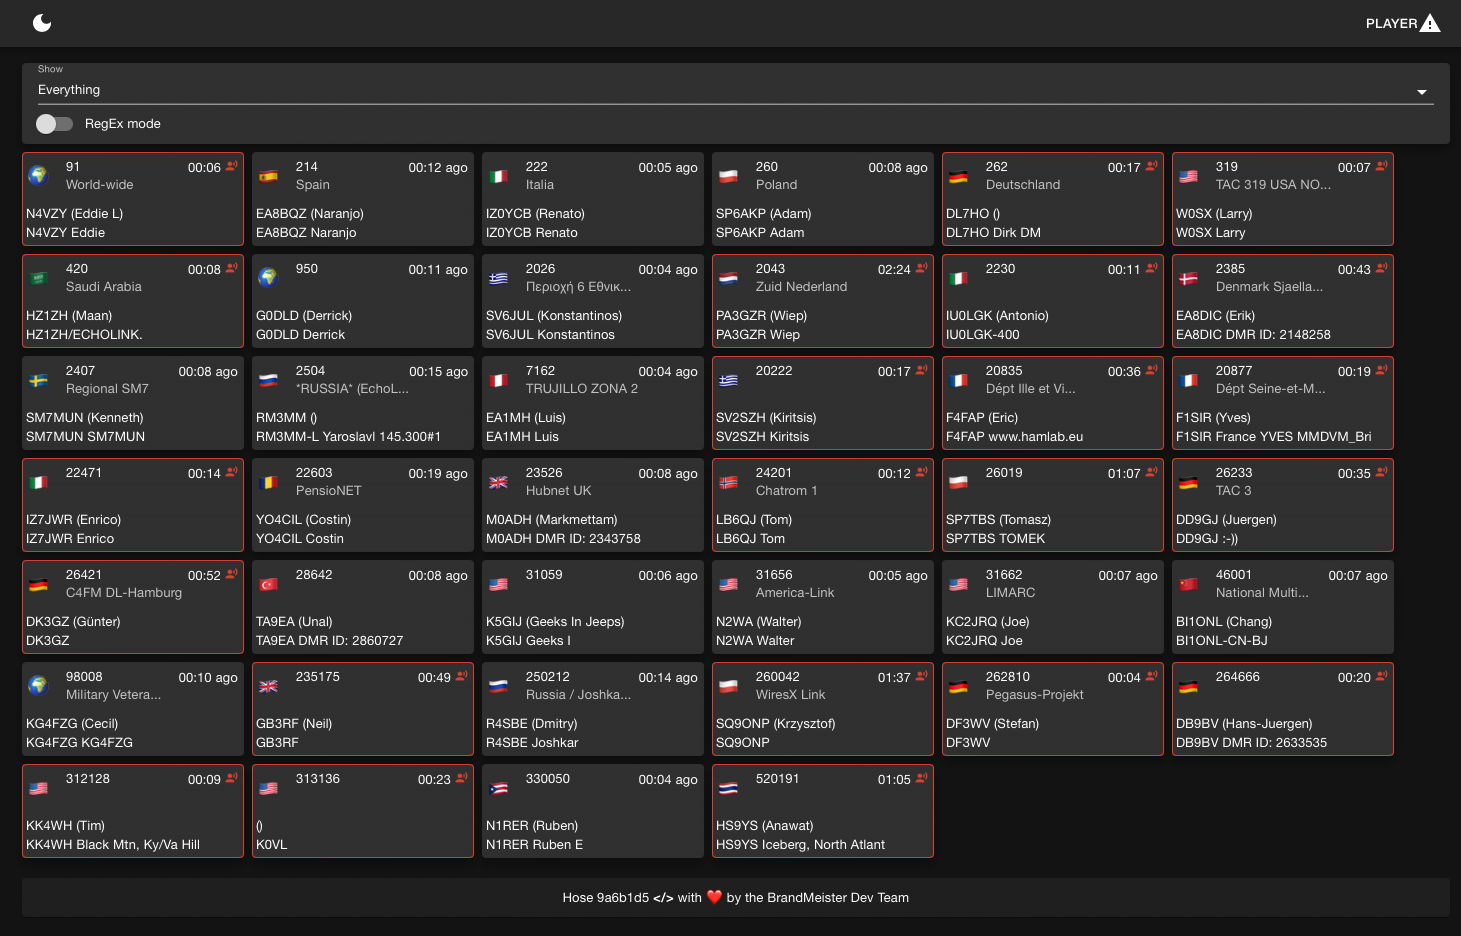 PLAYER
Show
Everything
RegEx mode
91 00:06
World-wide
N4VZY (Eddie L)
N4VZY Eddie
214 00:12 ago
Spain
EA8BQZ (Naranjo)
EA8BQZ Naranjo
222 00:05 ago
Italia
IZ0YCB (Renato)
IZ0YCB Renato
260 00:08 ago
Poland
SP6AKP (Adam)
SP6AKP Adam
262 00:17
Deutschland
DL7HO ()
DL7HO Dirk DM
319 00:07
TAC 319 USA NO...
W0SX (Larry)
W0SX Larry
420 00:08
Saudi Arabia
HZ1ZH (Maan)
HZ1ZH/ECHOLINK.
950 00:11 ago
G0DLD (Derrick)
G0DLD Derrick
2026 00:04 ago
Περιοχή 6 Εθνικ...
SV6JUL (Konstantinos)
SV6JUL Konstantinos
2043 02:24
Zuid Nederland
PA3GZR (Wiep)
PA3GZR Wiep
2230 00:11
IU0LGK (Antonio)
IU0LGK-400
2385 00:43
Denmark Sjaella...
EA8DIC (Erik)
EA8DIC DMR ID: 2148258
2407 00:08 ago
Regional SM7
SM7MUN (Kenneth)
SM7MUN SM7MUN
2504 00:15 ago
*RUSSIA* (EchoL...
RM3MM ()
RM3MM-L Yaroslavl 145.300#1
7162 00:04 ago
TRUJILLO ZONA 2
EA1MH (Luis)
EA1MH Luis
20222 00:17
SV2SZH (Kiritsis)
SV2SZH Kiritsis
20835 00:36
Dépt Ille et Vi...
F4FAP (Eric)
F4FAP www.hamlab.eu
20877 00:19
Dépt Seine-et-M...
F1SIR (Yves)
F1SIR France YVES MMDVM_Bri
22471 00:14
IZ7JWR (Enrico)
IZ7JWR Enrico
22603 00:19 ago
PensioNET
YO4CIL (Costin)
YO4CIL Costin
23526 00:08 ago
Hubnet UK
M0ADH (Markmettam)
M0ADH DMR ID: 2343758
24201 00:12
Chatrom 1
LB6QJ (Tom)
LB6QJ Tom
26019 01:07
SP7TBS (Tomasz)
SP7TBS TOMEK
26233 00:35
TAC 3
DD9GJ (Juergen)
DD9GJ :-))
26421 00:52
C4FM DL-Hamburg
DK3GZ (Günter)
DK3GZ
28642 00:08 ago
TA9EA (Unal)
TA9EA DMR ID: 2860727
31059 00:06 ago
K5GIJ (Geeks In Jeeps)
K5GIJ Geeks I
31656 00:05 ago
America-Link
N2WA (Walter)
N2WA Walter
31662 00:07 ago
LIMARC
KC2JRQ (Joe)
KC2JRQ Joe
46001 00:07 ago
National Multi...
BI1ONL (Chang)
BI1ONL-CN-BJ
98008 00:10 ago
Military Vetera...
KG4FZG (Cecil)
KG4FZG KG4FZG
235175 00:49
GB3RF (Neil)
GB3RF
250212 00:14 ago
Russia / Joshka...
R4SBE (Dmitry)
R4SBE Joshkar
260042 01:37
WiresX Link
SQ9ONP (Krzysztof)
SQ9ONP
262810 00:04
Pegasus-Projekt
DF3WV (Stefan)
DF3WV
264666 00:20
DB9BV (Hans-Juergen)
DB9BV DMR ID: 2633535
312128 00:09
KK4WH (Tim)
KK4WH Black Mtn, Ky/Va Hill
313136 00:23
()
K0VL
330050 00:04 ago
N1RER (Ruben)
N1RER Ruben E
520191 01:05
HS9YS (Anawat)
HS9YS Iceberg, North Atlant
Hose 9a6b1d5 </> with ❤️ by the BrandMeister Dev Team